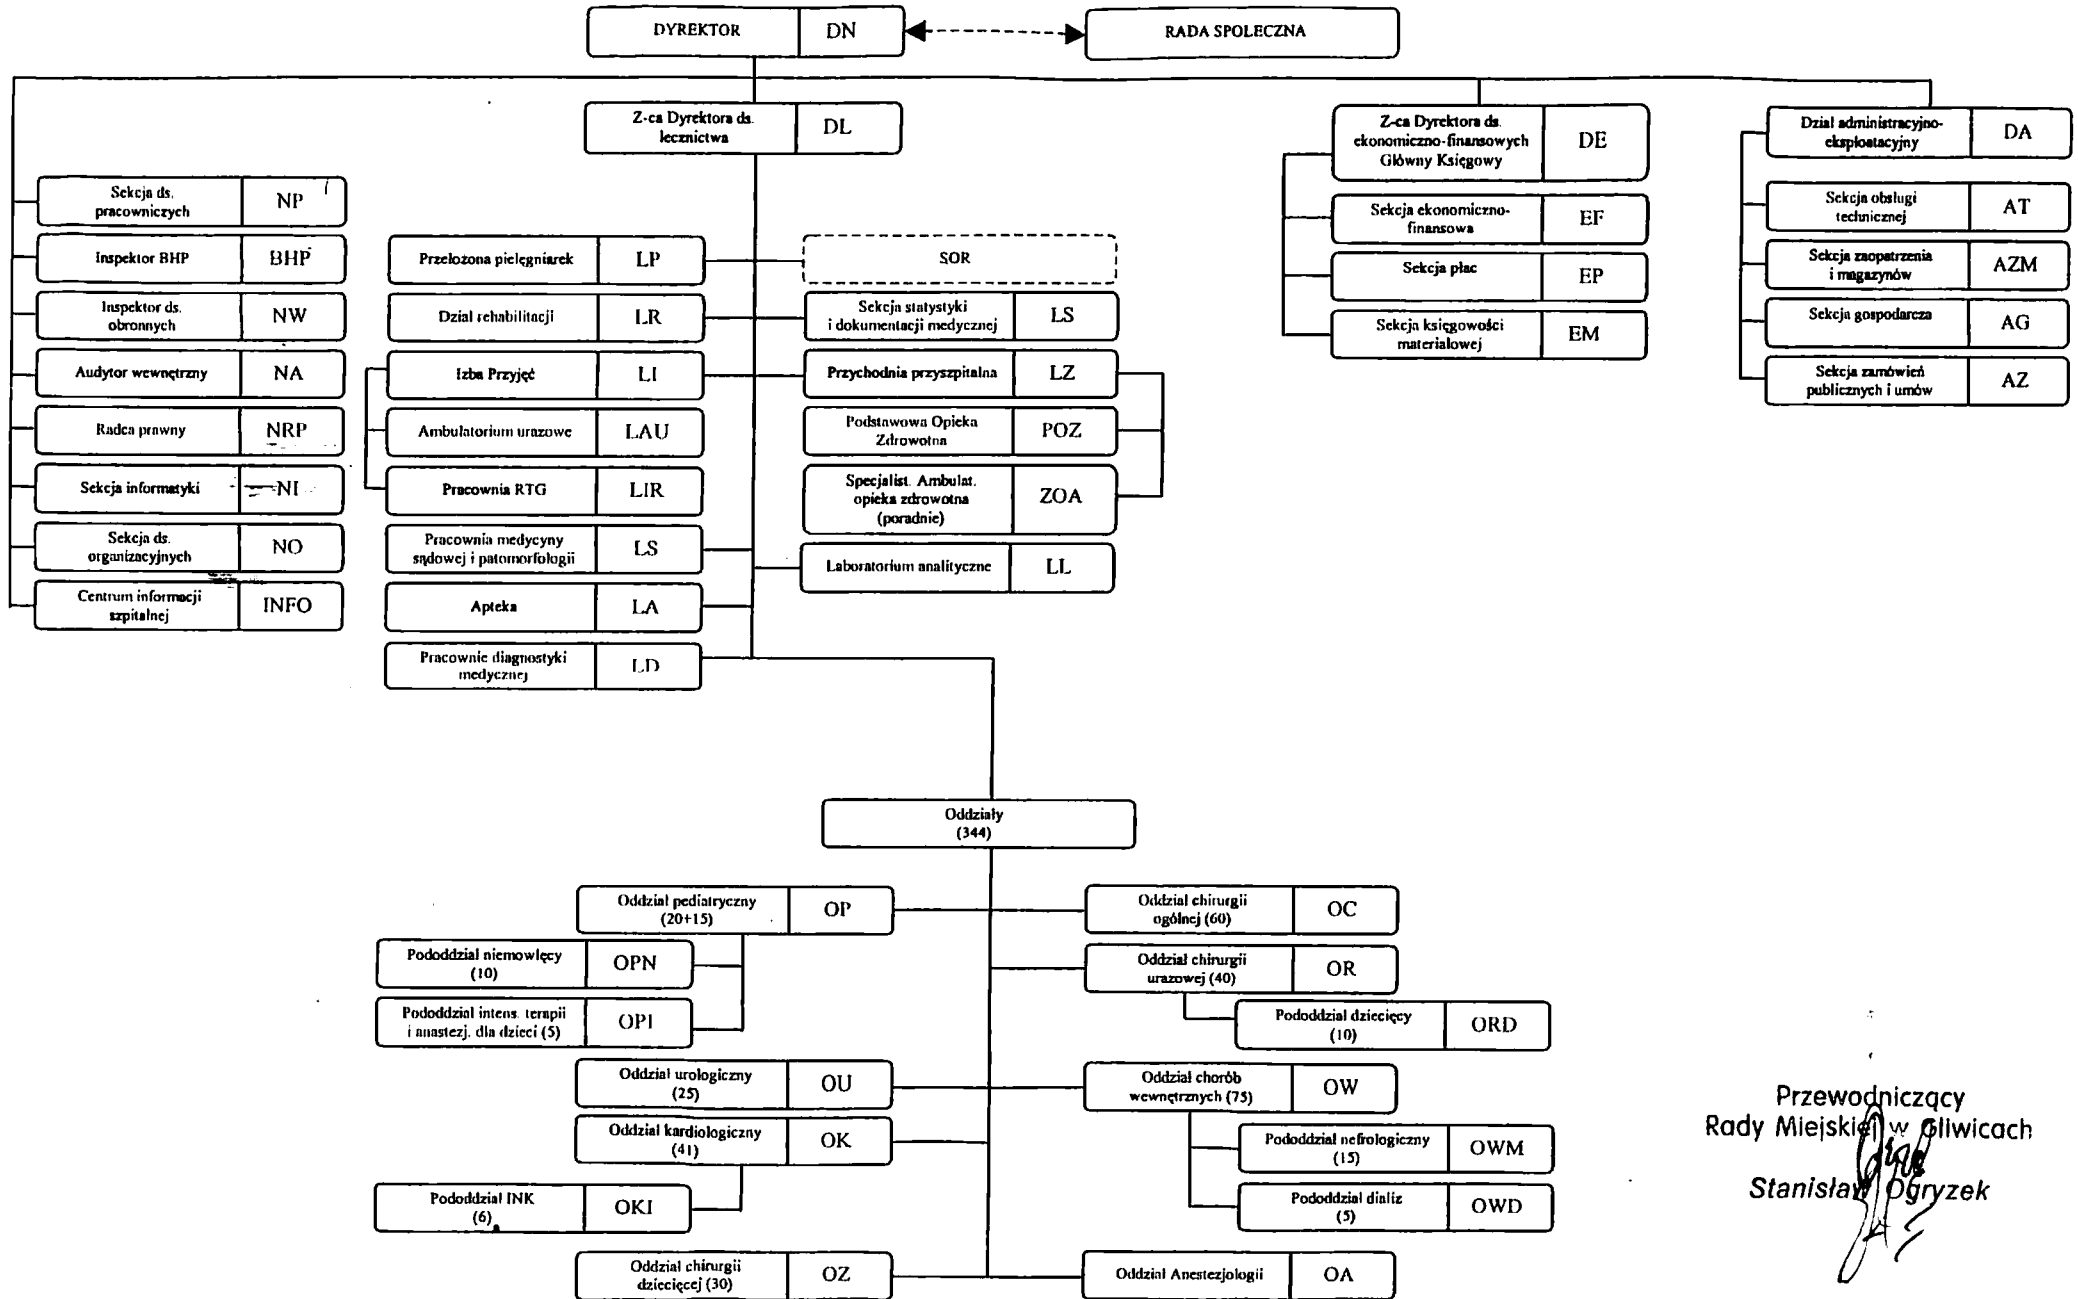 DYREKTOR
DN
RADA SPOŁECZNA
Z-ca Dyrektora ds.
lecznictwa
DL
Z-ca Dyrektora ds.
ekonomiczno-finansowych
Główny Księgowy
DE
Dział administracyjno-
eksploatacyjny
DA
Sekcja ds.
pracowniczych
NP
Inspektor BHP
BHP
Inspektor ds.
obronnych
NW
Audytor wewnętrzny
NA
Radca prawny
NRP
Sekcja informatyki
NI
Sekcja ds.
organizacyjnych
NO
Centrum informacji
szpitalnej
INFO
Przełożona pielęgniarek
LP
Dział rehabilitacji
LR
Izba Przyjęć
LI
Ambulatorium urazowe
LAU
Pracownia RTG
LIR
Pracownia medycyny
sądowej i patomorfologii
LS
Apteka
LA
Pracownie diagnostyki
medycznej
LD
SOR
Sekcja statystyki
i dokumentacji medycznej
LS
Przychodnia przyszpitalna
LZ
Podstawowa Opieka
Zdrowotna
POZ
Specjalist. Ambulat.
opieka zdrowotna
(poradnie)
ZOA
Laboratorium analityczne
LL
Sekcja ekonomiczno-
finansowa
EF
Sekcja płac
EP
Sekcja księgowości
materiałowej
EM
Sekcja obsługi
technicznej
AT
Sekcja zaopatrzenia
i magazynów
AZM
Sekcja gospodarcza
AG
Sekcja zamówień
publicznych i umów
AZ
Oddziały
(344)
Oddział pediatryczny
(20+15)
OP
Pododdział niemowlęcy
(10)
OPN
Pododdział intens. terapii
i anastezj. dla dzieci (5)
OPI
Oddział urologiczny
(25)
OU
Oddział kardiologiczny
(41)
OK
Pododdział INK
(6)
OKI
Oddział chirurgii
dziecięcej (30)
OZ
Oddział chirurgii
ogólnej (60)
OC
Oddział chirurgii
urazowej (40)
OR
Pododdział dziecięcy
(10)
ORD
Oddział chorób
wewnętrznych (75)
OW
Pododdział nefrologiczny
(15)
OWM
Pododdział dializ
(5)
OWD
Oddział Anestezjologii
OA
Przewodniczący
Rady Miejskiej w Gliwicach
Stanisław Ogryzek